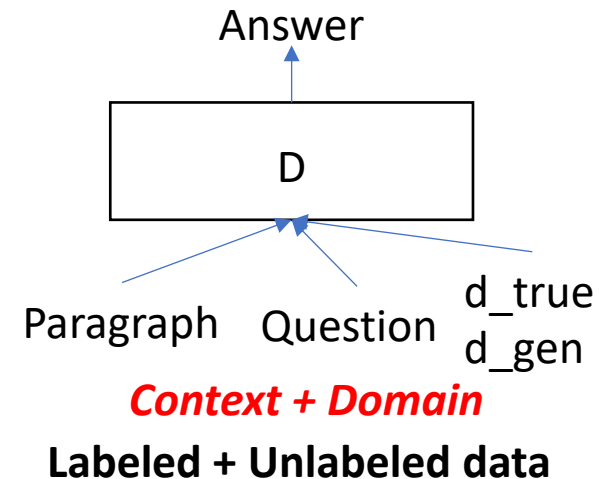 Answer
D
Paragraph Question d_true
d_gen
Context + Domain
Labeled + Unlabeled data